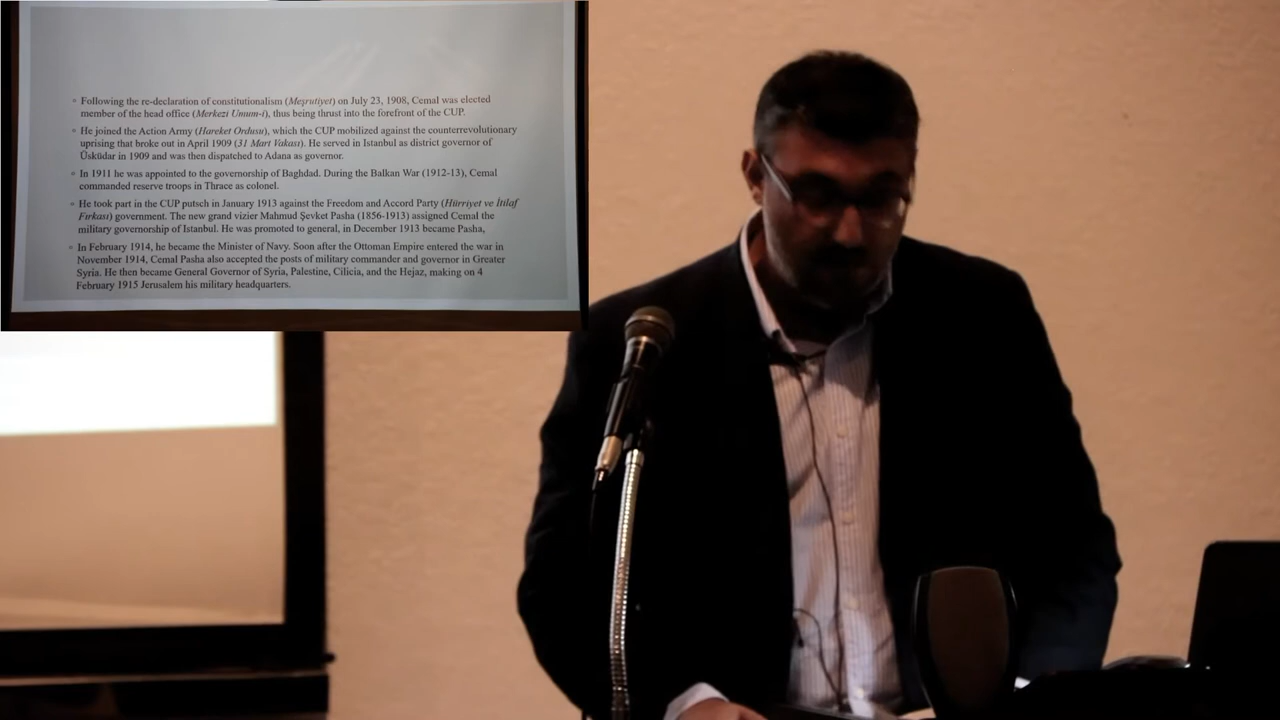 Following the re-declaration of constitutionalism (Meşrutiyet) on July 23, 1908, Cemal was elected
member of the head office (Merkezi Umum-i), thus being thrust into the forefront of the CUP.
He joined the Action Army (Hareket Ordusu), which the CUP mobilized against the counterrevolutionary
uprising that broke out in April 1909 (31 Mart Vakası). He served in Istanbul as district governor of
Üsküdar in 1909 and was then dispatched to Adana as governor.
In 1911 he was appointed to the governorship of Baghdad. During the Balkan War (1912-13), Cemal
commanded reserve troops in Thrace as colonel.
He took part in the CUP putsch in January 1913 against the Freedom and Accord Party (Hürriyet ve İtilaf
Fırkası) government. The new grand vizier Mahmud Şevket Pasha (1856-1913) assigned Cemal the
military governorship of Istanbul. He was promoted to general, in December 1913 became Pasha,
In February 1914, he became the Minister of Navy. Soon after the Ottoman Empire entered the war in
November 1914, Cemal Pasha also accepted the posts of military commander and governor in Greater
Syria. He then became General Governor of Syria, Palestine, Cilicia, and the Hejaz, making on 4
February 1915 Jerusalem his military headquarters.